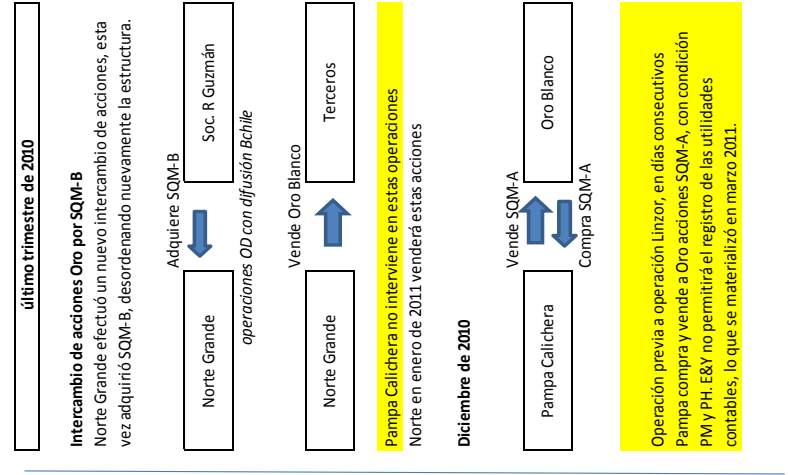 último trimestre de 2010
Intercambio de acciones Oro por SQM-B
Norte Grande efectuó un nuevo intercambio de acciones, esta
vez adquirió SQM-B, desordenando nuevamente la estructura.
Adquiere SQM-B
Norte Grande
Soc. R Guzmán
operaciones OD con difusión Bchile
Vende Oro Blanco
Norte Grande
Terceros
Pampa Calichera no interviene en estas operaciones
Norte en enero de 2011 venderá estas acciones
Diciembre de 2010
Vende SQM-A
Pampa Calichera
Oro Blanco
Compra SQM-A
Operación previa a operación Linzor, en días consecutivos
Pampa compra y vende a Oro acciones SQM-A, con condición
PM y PH. E&Y no permitirá el registro de las utilidades
contables, lo que se materializó en marzo 2011.